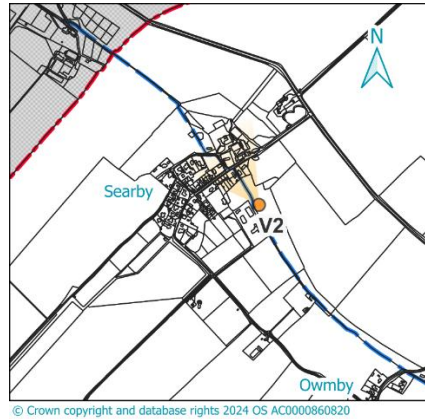 N
Searby
V2
Owmby
© Crown copyright and database rights 2024 OS AC0000860820